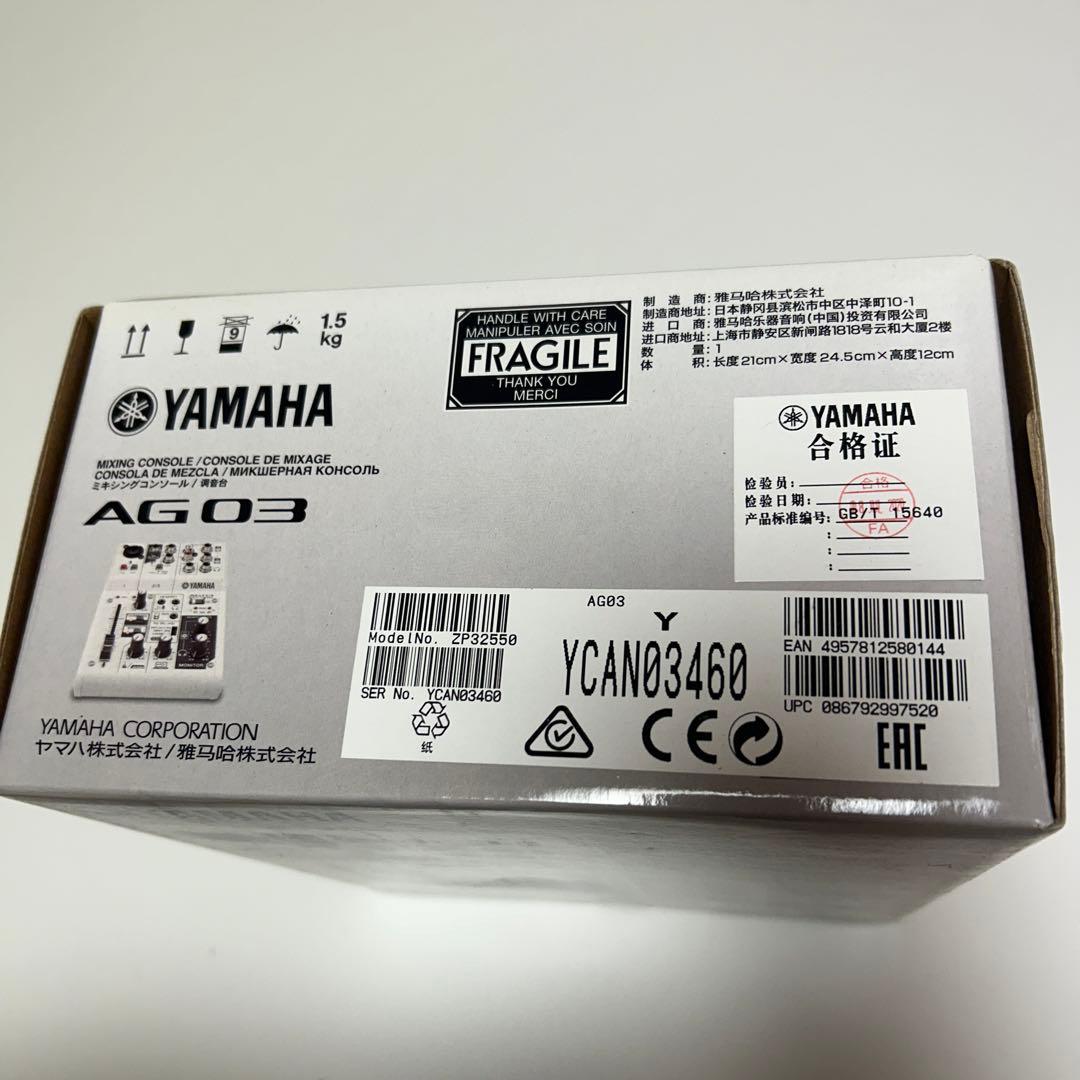 9
1.5
kg
YAMAHA
MIXING CONSOLE / CONSOLE DE MIXAGE
CONSOLA DE MEZCLA / МИКШЕРНАЯ КОНСОЛЬ
ミキシングコンソール / 调音台
AG03
YAMAHA
MONITOR
YAMAHA CORPORATION
ヤマハ株式会社/雅马哈株式会社
HANDLE WITH CARE
MANIPULER AVEC SOIN
FRAGILE
THANK YOU
MERCI
制造商:雅马哈株式会社
制造商地址:日本静冈县滨松市中区中泽町10-1
进口商:雅马哈乐器音响(中国)投资有限公司
进口商地址:上海市静安区新闸路1818号云和大厦2楼
数量:1
体积:长度21cm×宽度24.5cm×高度12cm
YAMAHA
合格证
检验员:
合格
检验日期:
产品标准编号: GB/T 15640
FA
ModelNo. ZP32550
SER No. YCAN03460
纸
AG03
Y
YCAN03460
CE
EAN 4957812580144
UPC 086792997520
EAC